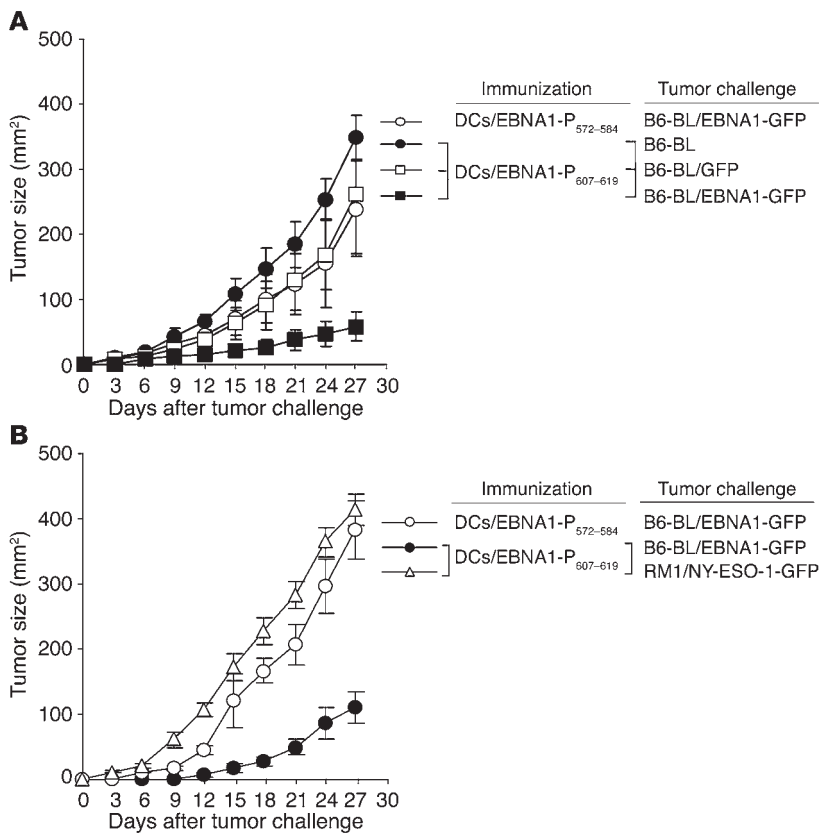 A
500
400
300
200
100
0
Tumor size (mm²)
0 3 6 9 12 15 18 21 24 27 30
Days after tumor challenge
Immunization Tumor challenge
DCs/EBNA1-P572–584 B6-BL/EBNA1-GFP
B6-BL
DCs/EBNA1-P607–619 B6-BL/GFP
B6-BL/EBNA1-GFP
B
500
400
300
200
100
0
Tumor size (mm²)
0 3 6 9 12 15 18 21 24 27 30
Days after tumor challenge
Immunization Tumor challenge
DCs/EBNA1-P572–584 B6-BL/EBNA1-GFP
DCs/EBNA1-P607–619 B6-BL/EBNA1-GFP
RM1/NY-ESO-1-GFP